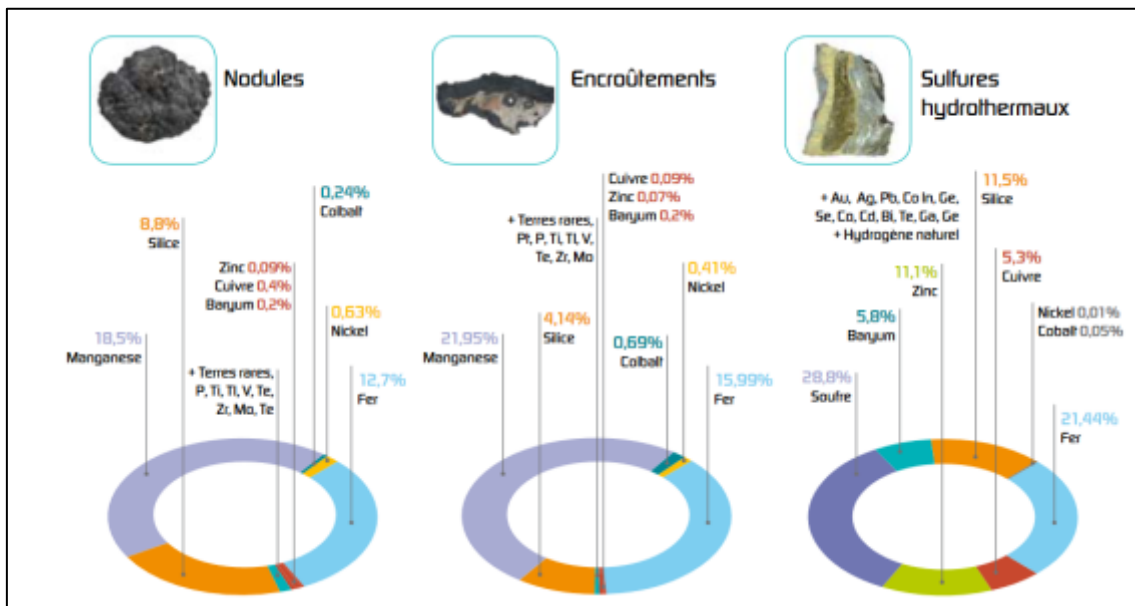 Nodules
0,24%
Colbalt
8,8%
Silice
Zinc 0,09%
Cuivre 0,4%
Baryum 0,2%
0,63%
Nickel
18,5%
Manganese
+ Terres rares,
P, Ti, Tl, V, Te,
Zr, Mo, Te
12,7%
Fer
Encroûtements
Cuivre 0,09%
Zinc 0,07%
Baryum 0,2%
+ Terres rares,
Pt, P, Ti, Tl, V,
Te, Zr, Mo
0,41%
Nickel
4,14%
Silice
21,95%
Manganese
0,69%
Colbalt
15,99%
Fer
Sulfures
hydrothermaux
11,5%
Silice
+ Au, Ag, Pb, Co In, Ge,
Se, Co, Cd, Bi, Te, Ga, Ge
+ Hydrogène naturel
5,3%
Cuivre
11,1%
Zinc
5,8%
Baryum
Nickel 0,01%
Cobalt 0,05%
28,8%
Soufre
21,44%
Fer